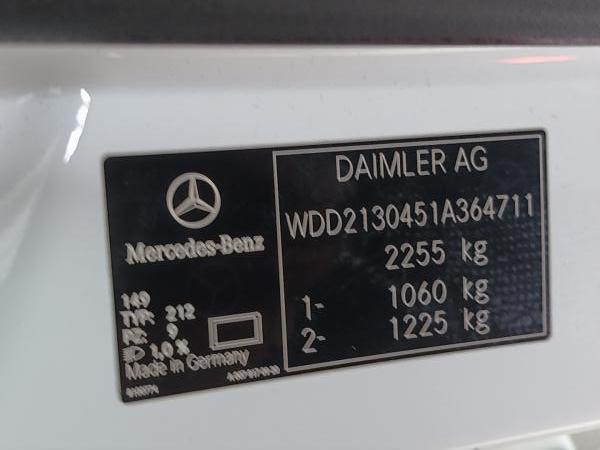 DAIMLER AG
WDD2130451A364711
2255 kg
1- 1060 kg
2- 1225 kg
Mercedes-Benz
149
TYP: 212
PZ: 9
1,0 %
Made in Germany